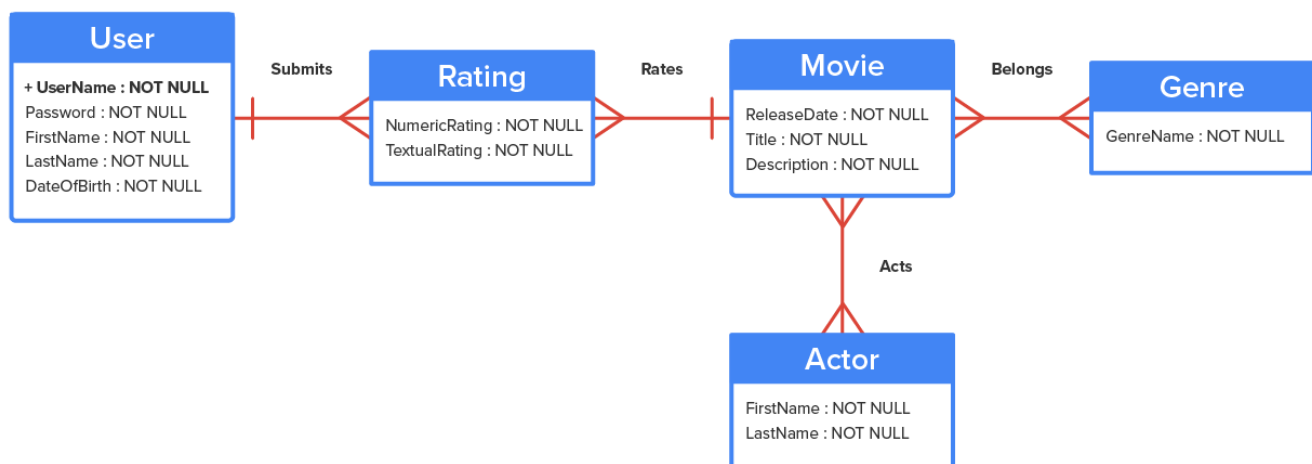 User
+ UserName : NOT NULL
Password : NOT NULL
FirstName : NOT NULL
LastName : NOT NULL
DateOfBirth : NOT NULL
Submits
Rating
NumericRating : NOT NULL
TextualRating : NOT NULL
Rates
Movie
ReleaseDate : NOT NULL
Title : NOT NULL
Description : NOT NULL
Belongs
Genre
GenreName : NOT NULL
Acts
Actor
FirstName : NOT NULL
LastName : NOT NULL